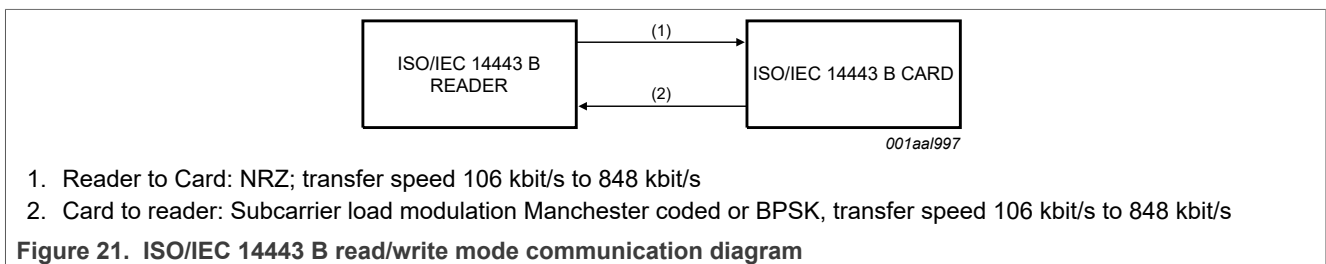 (1)
ISO/IEC 14443 B
READER
ISO/IEC 14443 B CARD
(2)
001aal997
1. Reader to Card: NRZ; transfer speed 106 kbit/s to 848 kbit/s
2. Card to reader: Subcarrier load modulation Manchester coded or BPSK, transfer speed 106 kbit/s to 848 kbit/s
Figure 21. ISO/IEC 14443 B read/write mode communication diagram